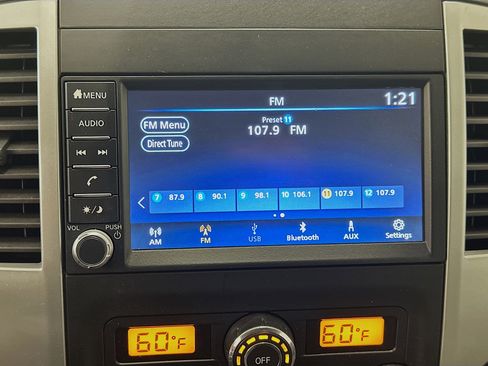 MENU
AUDIO
VOL
PUSH
FM
1:21
FM Menu
Direct Tune
Preset 11
107.9 FM
7 87.9
8 90.1
9 98.1
10 106.1
11 107.9
12 107.9
AM
FM
USB
Bluetooth
AUX
Settings
60°F
OFF
60°F